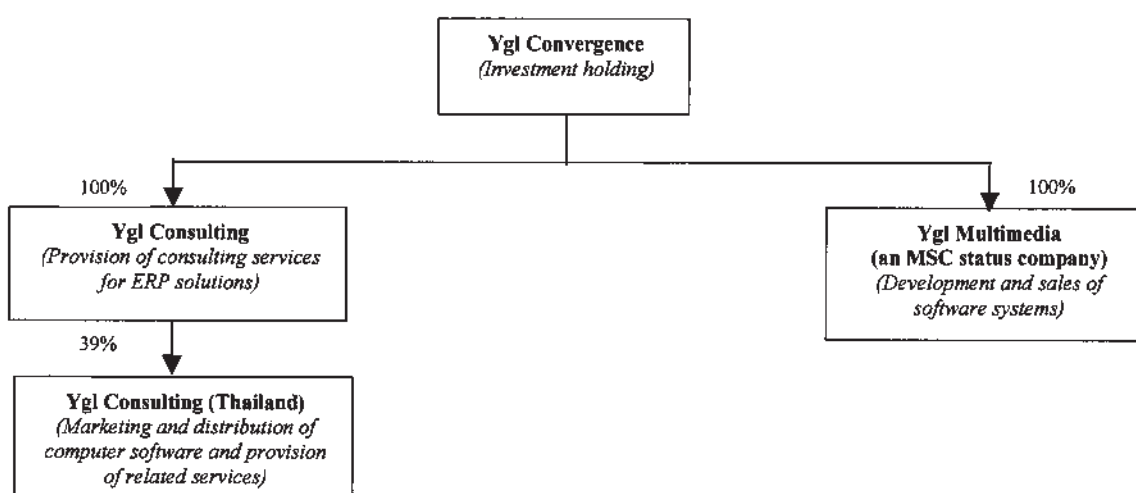 Ygl Convergence
(Investment holding)
100%
100%
Ygl Consulting
(Provision of consulting services
for ERP solutions)
Ygl Multimedia
(an MSC status company)
(Development and sales of
software systems)
39%
Ygl Consulting (Thailand)
(Marketing and distribution of
computer software and provision
of related services)